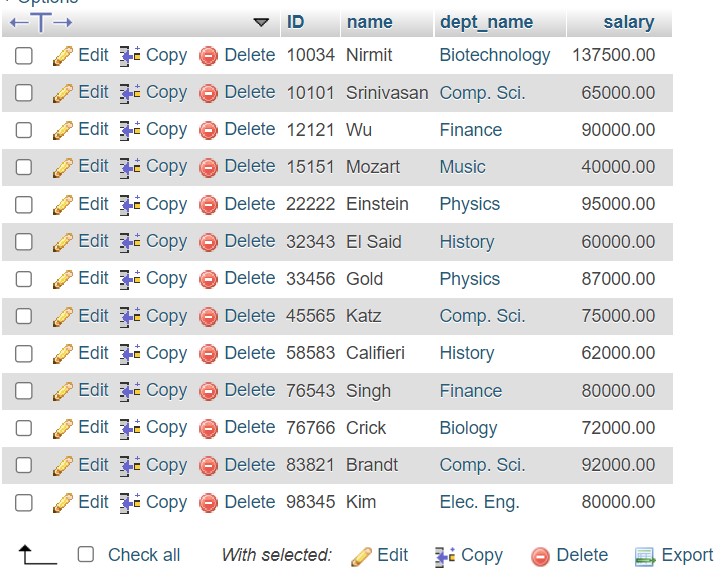 Options
←T→ ID name dept_name salary
Edit Copy Delete 10034 Nirmit Biotechnology 137500.00
Edit Copy Delete 10101 Srinivasan Comp. Sci. 65000.00
Edit Copy Delete 12121 Wu Finance 90000.00
Edit Copy Delete 15151 Mozart Music 40000.00
Edit Copy Delete 22222 Einstein Physics 95000.00
Edit Copy Delete 32343 El Said History 60000.00
Edit Copy Delete 33456 Gold Physics 87000.00
Edit Copy Delete 45565 Katz Comp. Sci. 75000.00
Edit Copy Delete 58583 Califieri History 62000.00
Edit Copy Delete 76543 Singh Finance 80000.00
Edit Copy Delete 76766 Crick Biology 72000.00
Edit Copy Delete 83821 Brandt Comp. Sci. 92000.00
Edit Copy Delete 98345 Kim Elec. Eng. 80000.00
Check all With selected: Edit Copy Delete Export